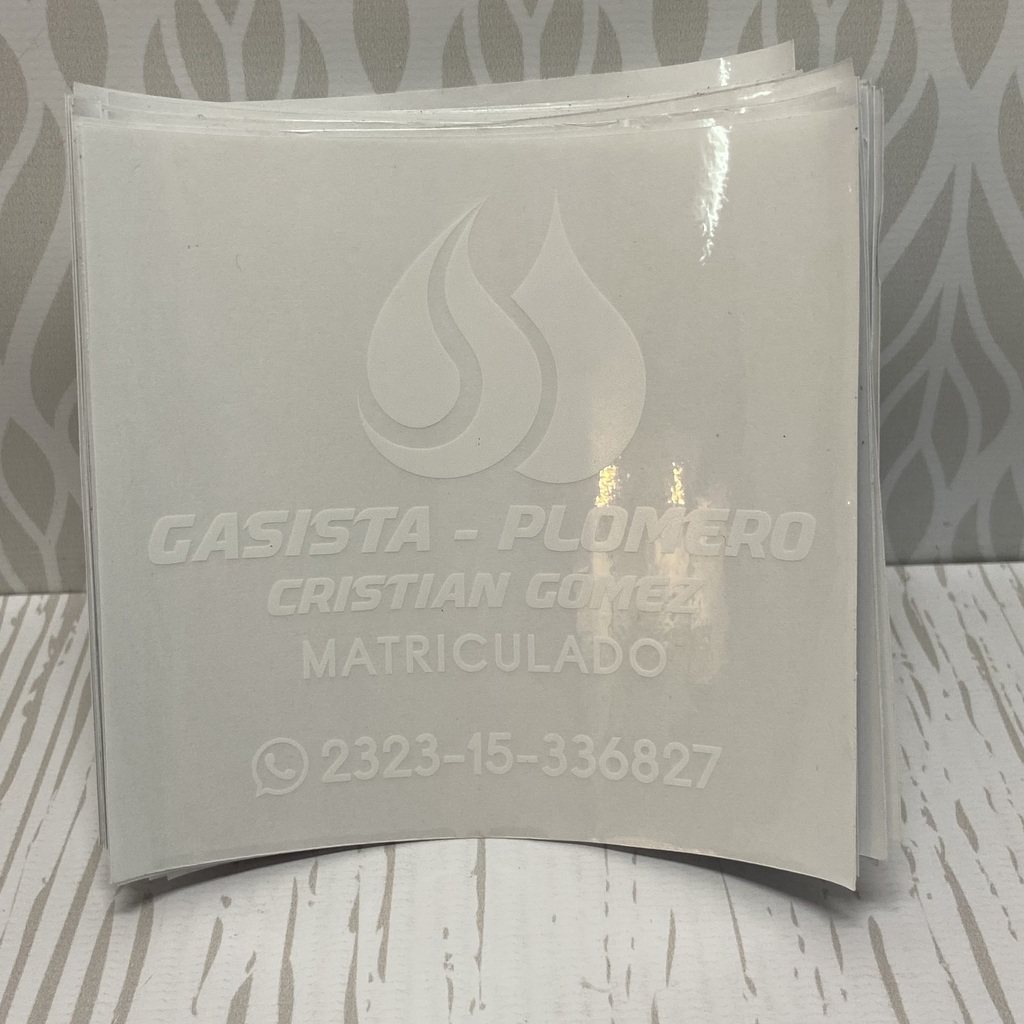 GASISTA - PLOMERO
CRISTIAN GÓMEZ
MATRICULADO
2323-15-336827